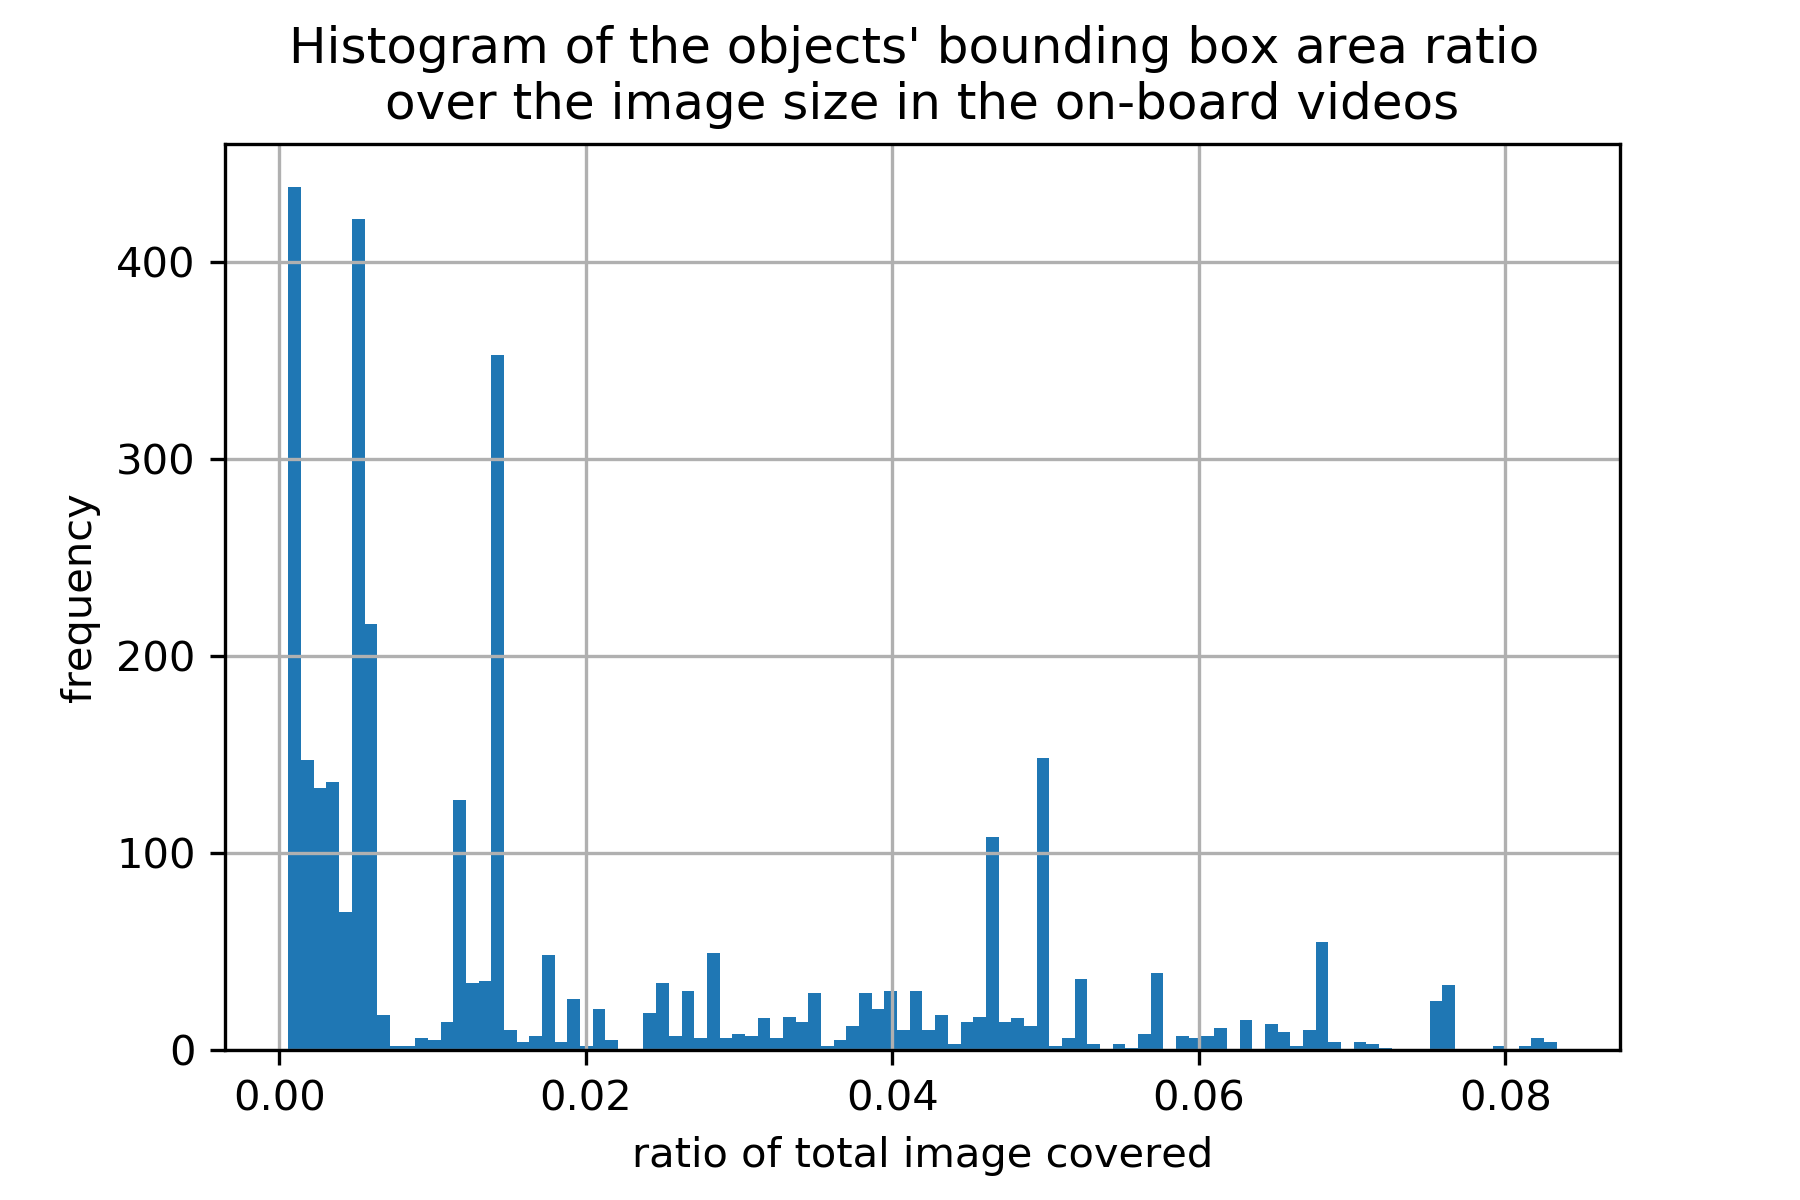 Histogram of the objects' bounding box area ratio
over the image size in the on-board videos
frequency
400
300
200
100
0
0.00 0.02 0.04 0.06 0.08
ratio of total image covered